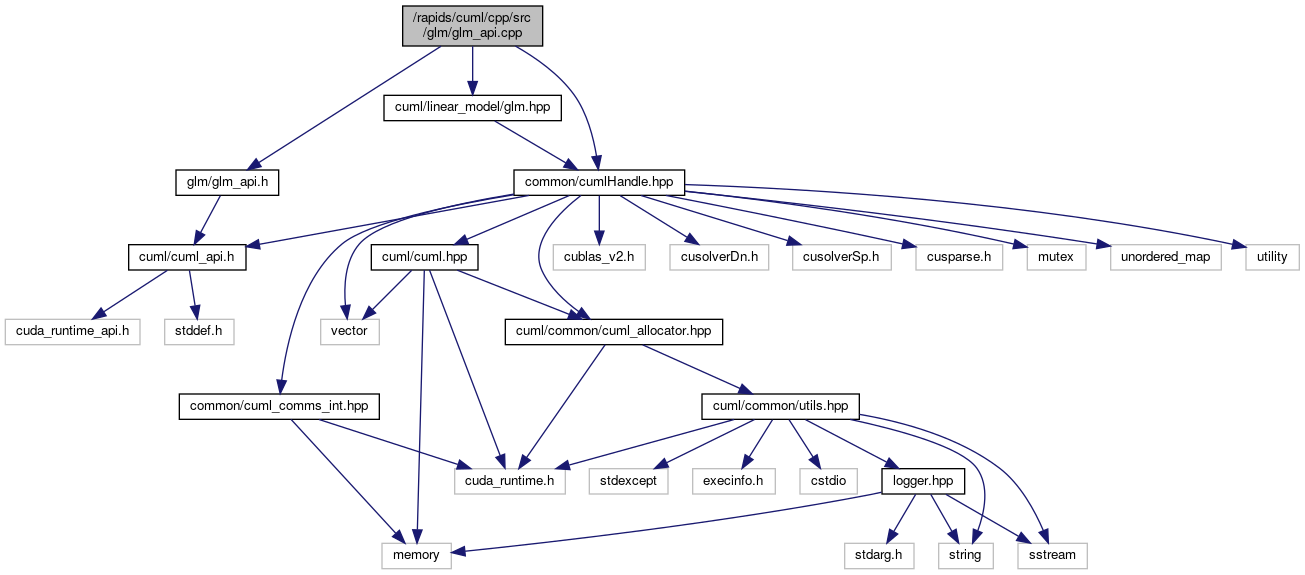 /rapids/cuml/cpp/src
/glm/glm_api.cpp
cuml/linear_model/glm.hpp
glm/glm_api.h
common/cumlHandle.hpp
cuml/cuml_api.h
cuml/cuml.hpp
cublas_v2.h
cusolverDn.h
cusolverSp.h
cusparse.h
mutex
unordered_map
utility
cuda_runtime_api.h
stddef.h
vector
cuml/common/cuml_allocator.hpp
common/cuml_comms_int.hpp
cuml/common/utils.hpp
cuda_runtime.h
stdexcept
execinfo.h
cstdio
logger.hpp
memory
stdarg.h
string
sstream